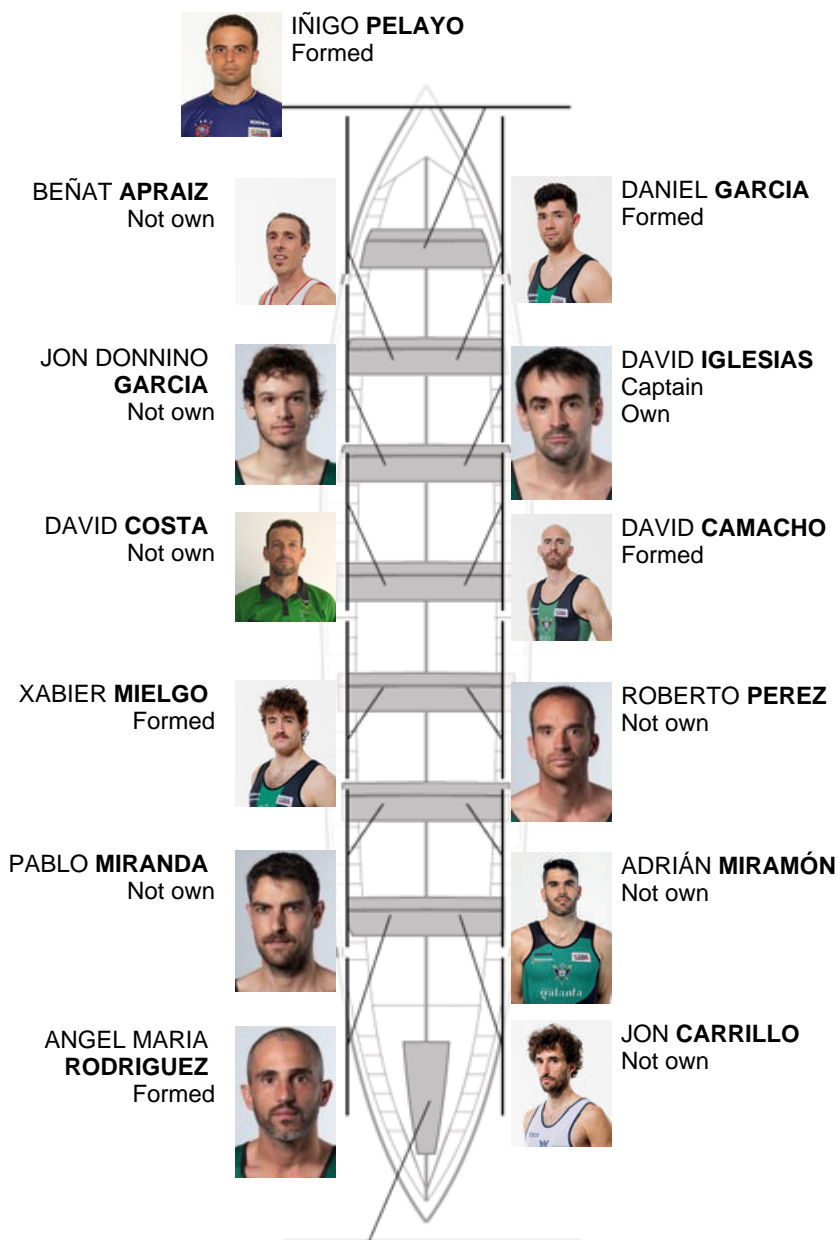 IÑIGO PELAYO
Formed
BEÑAT APRAIZ
Not own
DANIEL GARCIA
Formed
JON DONNINO
GARCIA
Not own
DAVID IGLESIAS
Captain
Own
DAVID COSTA
Not own
DAVID CAMACHO
Formed
XABIER MIELGO
Formed
ROBERTO PEREZ
Not own
PABLO MIRANDA
Not own
ADRIÁN MIRAMÓN
Not own
ANGEL MARIA
RODRIGUEZ
Formed
JON CARRILLO
Not own